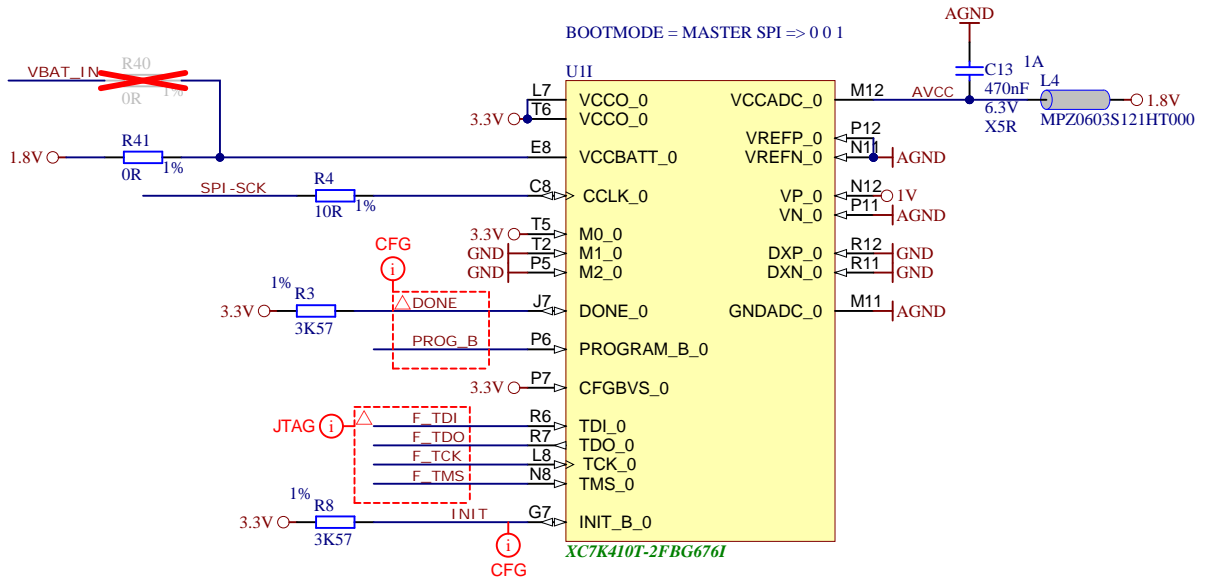 AGND
BOOTMODE = MASTER SPI => 0 0 1
R40
VBAT_IN
0R
1%
U1I
C13
1A
L4
470nF
6.3V
X5R
AVCC
1.8V
MPZ0603S121HT000
L7
VCCO_0
VCCADC_0
M12
3.3V
T6
VCCO_0
VREFP_0
P12
R41
1.8V
0R
1%
E8
VCCBATT_0
VREFN_0
N11
AGND
SPI-SCK
R4
10R
1%
C8
CCLK_0
VP_0
N12
1V
VN_0
P11
AGND
3.3V
T5
M0_0
CFG
i
GND
T2
M1_0
DXP_0
R12
GND
GND
P5
M2_0
DXN_0
R11
GND
1%
R3
3.3V
3K57
DONE
J7
DONE_0
GNDADC_0
M11
AGND
PROG_B
P6
PROGRAM_B_0
3.3V
P7
CFGBVS_0
JTAG
i
F_TDI
R6
TDI_0
F_TDO
R7
TDO_0
F_TCK
L8
TCK_0
F_TMS
N8
TMS_0
1%
R8
3.3V
3K57
INIT
G7
INIT_B_0
i
CFG
XC7K410T-2FBG676I